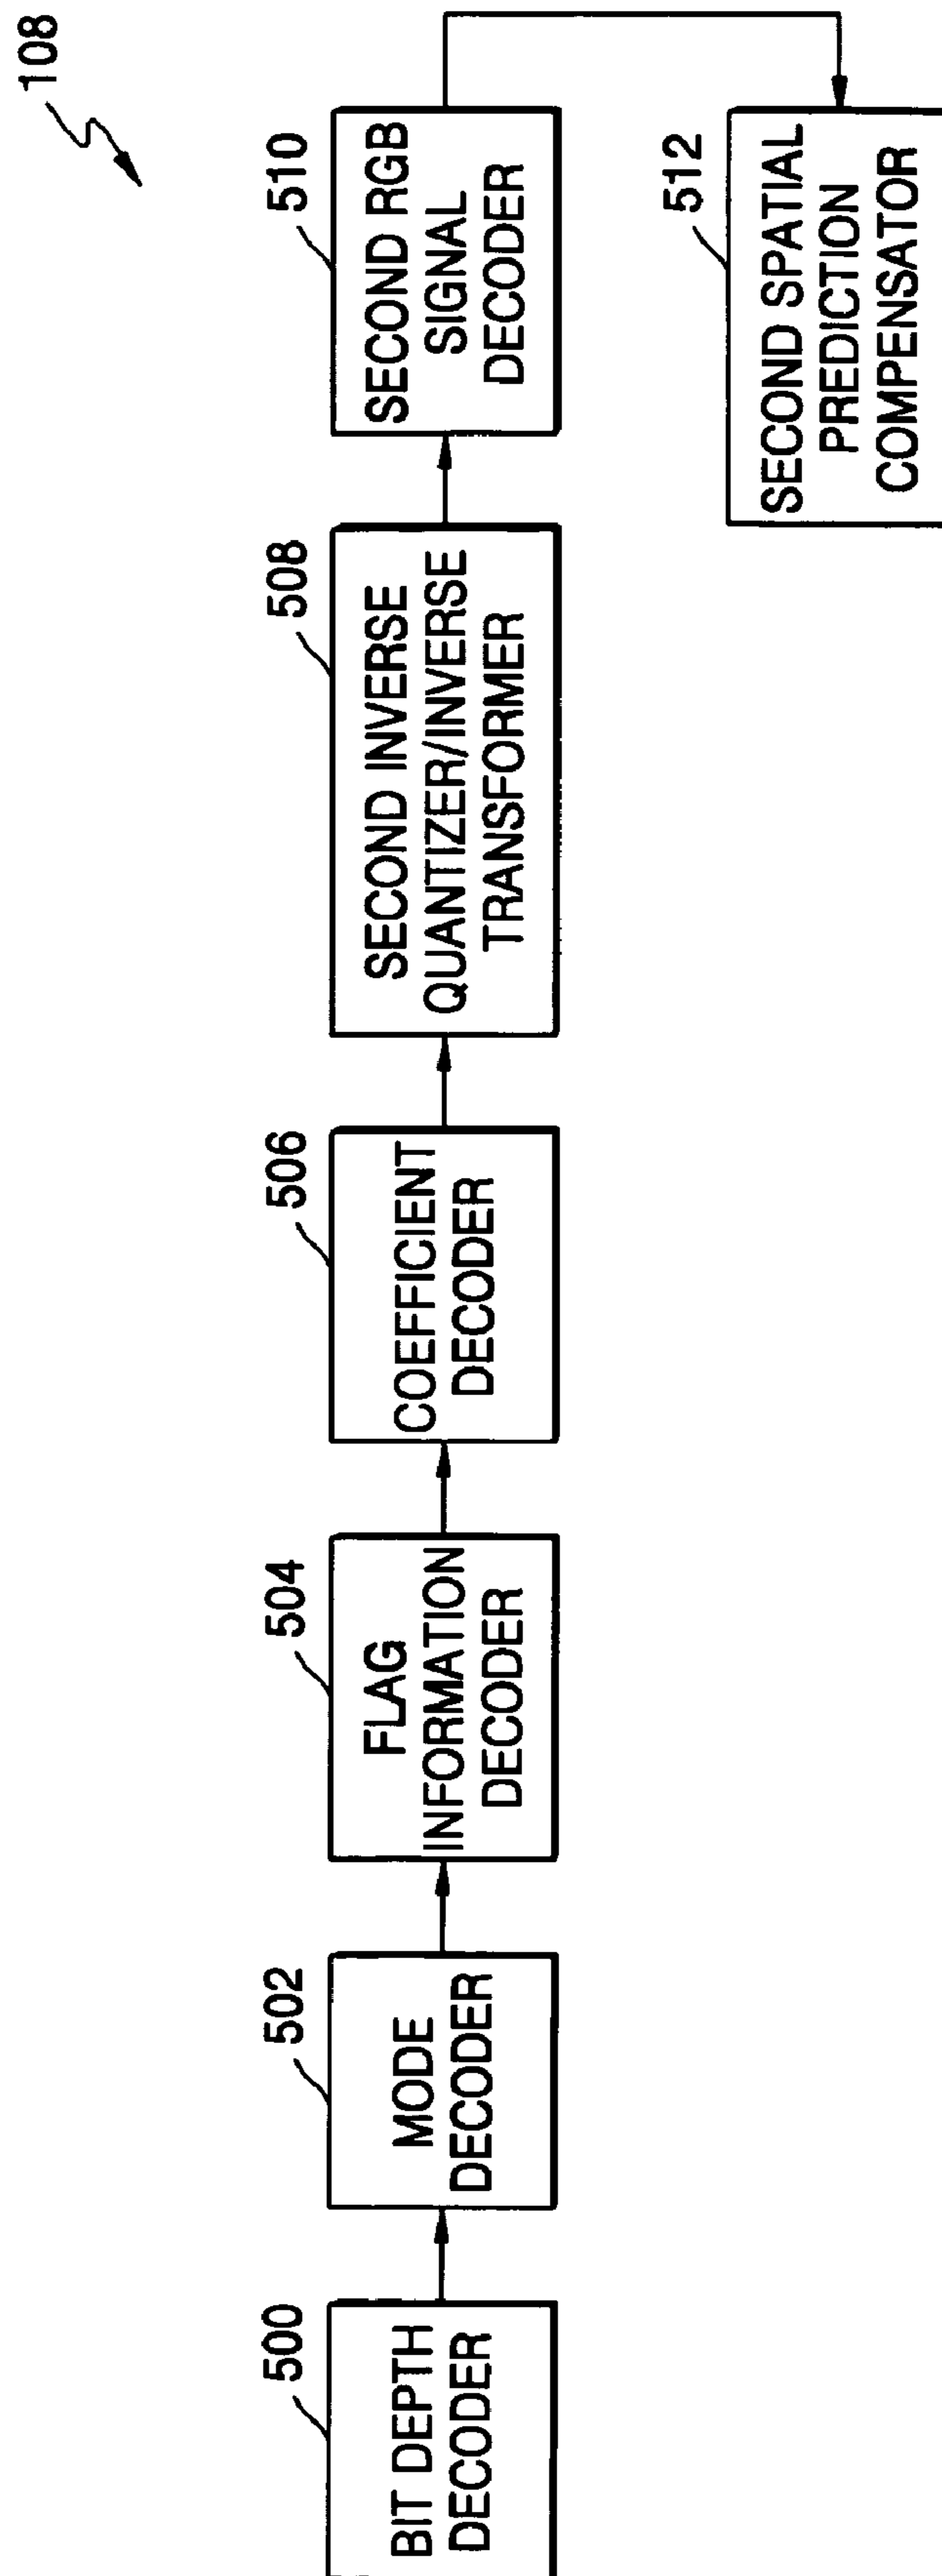 108
500
BIT DEPTH
DECODER
502
MODE
DECODER
504
FLAG
INFORMATION
DECODER
506
COEFFICIENT
DECODER
508
SECOND INVERSE
QUANTIZER/INVERSE
TRANSFORMER
510
SECOND RGB
SIGNAL
DECODER
512
SECOND SPATIAL
PREDICTION
COMPENSATOR